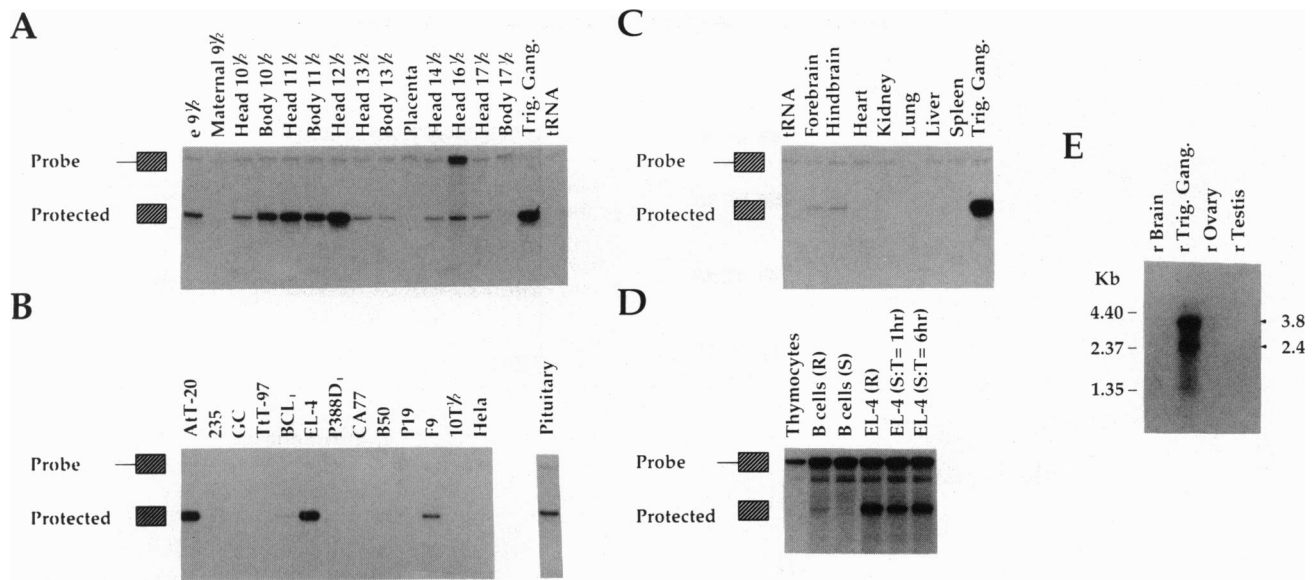 A
e 9½
Maternal 9½
Head 10½
Body 10½
Head 11½
Body 11½
Head 12½
Head 13½
Body 13½
Placenta
Head 14½
Head 16½
Head 17½
Body 17½
Trig. Gang.
tRNA
Probe
Protected
B
AtT-20
235
GC
TtT-97
BCL₁
EL-4
P388D₁
CA77
B50
P19
F9
10T½
Hela
Pituitary
Probe
Protected
C
tRNA
Forebrain
Hindbrain
Heart
Kidney
Lung
Liver
Spleen
Trig. Gang.
Probe
Protected
D
Thymocytes
B cells (R)
B cells (S)
EL-4 (R)
EL-4 (S:T= 1hr)
EL-4 (S:T= 6hr)
Probe
Protected
E
r Brain
r Trig. Gang.
r Ovary
r Testis
Kb
4.40
2.37
1.35
3.8
2.4